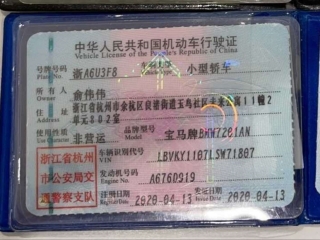 中华人民共和国机动车行驶证
Vehicle License of the People's Republic of China
号牌号码 浙A6U3F8 车辆类型 小型轿车
Plate No.
所有人 俞伟伟
Owner
住址 浙江省杭州市余杭区良渚街道玉鸟社区 11幢2
单元802室
使用性质 非营运 品牌型号 宝马牌BMW7201AN
Use Character Model
浙江省杭州
市公安局交
通警察支队
车辆识别代号 LBVKY1107LSW71807
VIN
发动机号码 A676D919
Engine No.
注册日期 2020-04-13 发证日期 2020-04-13
Register Date Issue Date